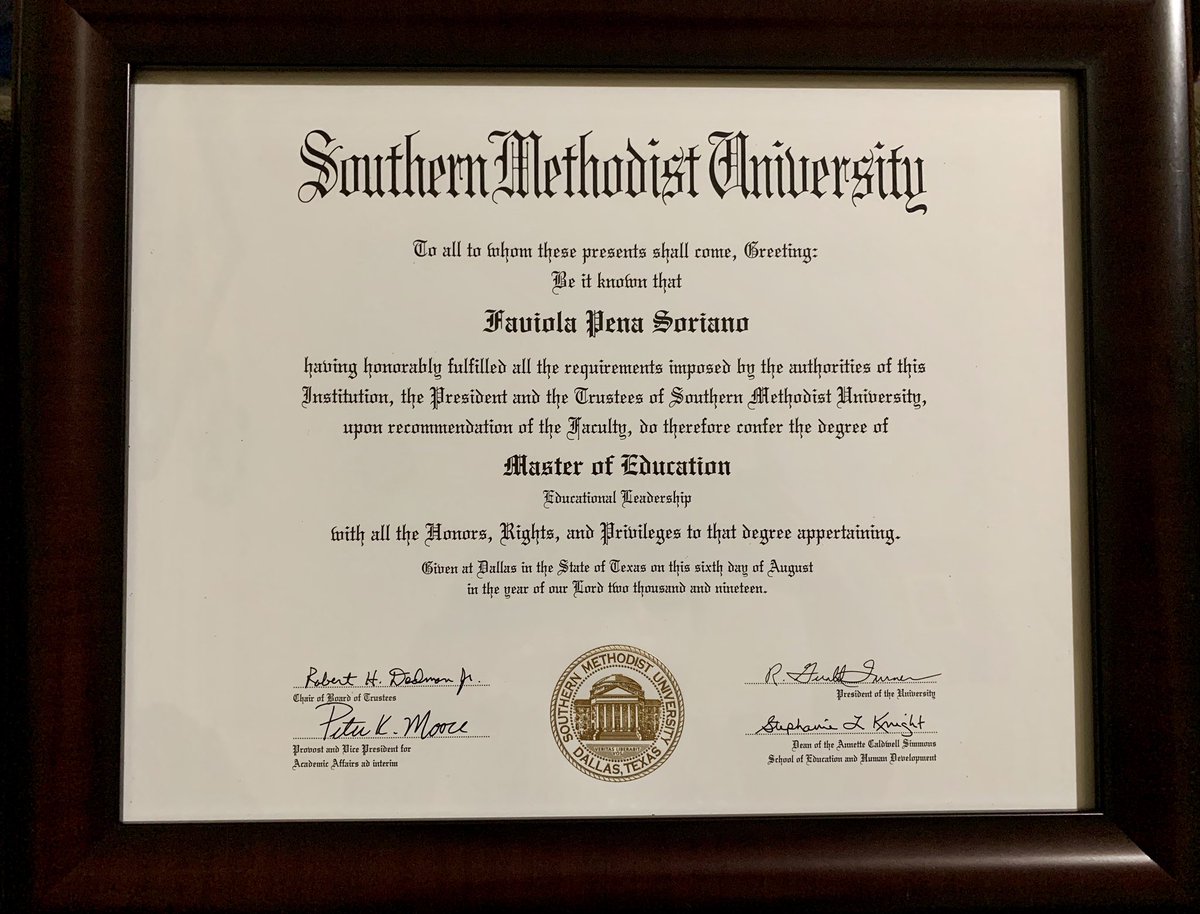 Southern Methodist University
To all to whom these presents shall come, Greeting:
Be it known that
Faviola Pena Soriano
having honorably fulfilled all the requirements imposed by the authorities of this
Institution, the President and the Trustees of Southern Methodist University,
upon recommendation of the Faculty, do therefore confer the degree of
Master of Education
Educational Leadership
with all the Honors, Rights, and Privileges to that degree appertaining.
Given at Dallas in the State of Texas on this sixth day of August
in the year of our Lord two thousand and nineteen.
Robert H. Dedman Jr.
Chair of Board of Trustees
Peter K. Moore
Provost and Vice President for
Academic Affairs ad interim
SOUTHERN METHODIST UNIVERSITY
VERITAS LIBERABIT VOS
DALLAS, TEXAS
R. Gerald Turner
President of the University
Stephanie L Knight
Dean of the Annette Caldwell Simmons
School of Education and Human Development